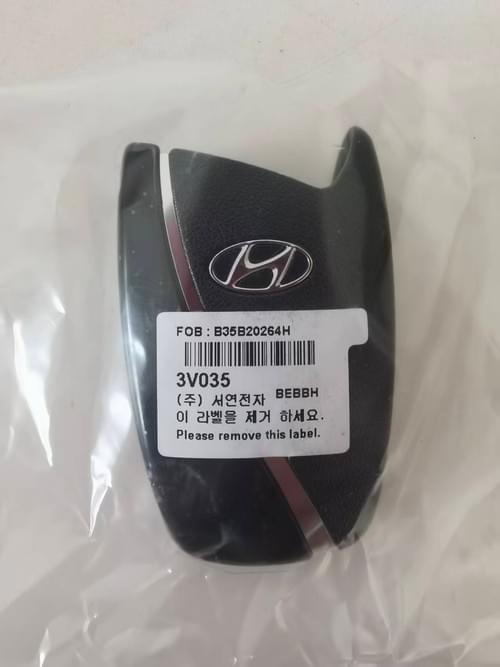 FOB : B35B20264H
3V035
(주) 서연전자 BEBBH
이 라벨을 제거 하세요.
Please remove this label.